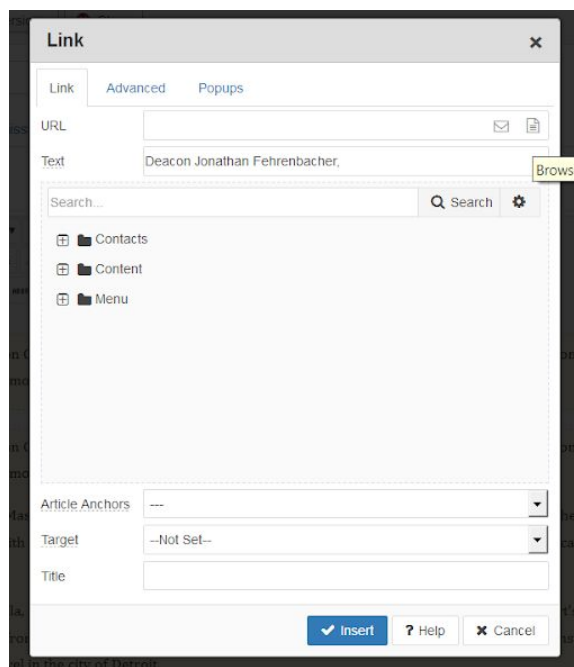 Link
Link Advanced Popups
URL
Text Deacon Jonathan Fehrenbacher,
Brows
Search... Search
Contacts
Content
Menu
Article Anchors ---
Target --Not Set--
Title
Insert ? Help Cancel
el in the city of Detroit